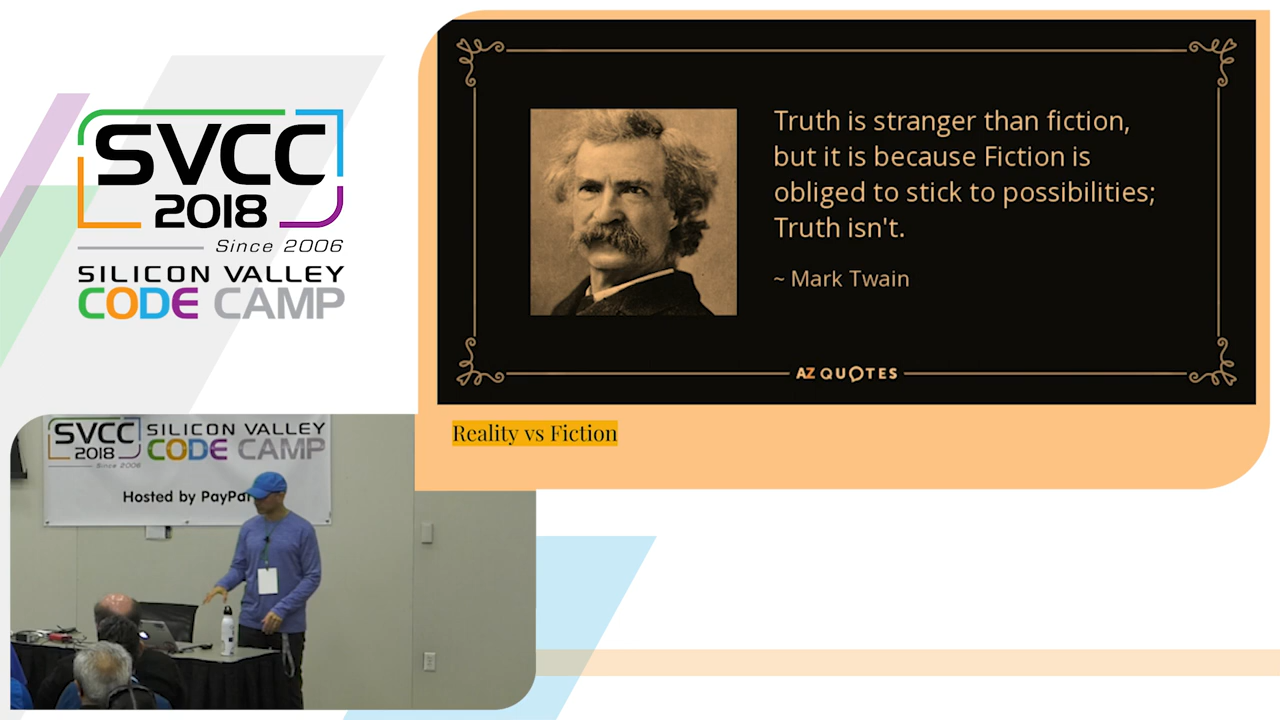 SVCC
2018
Since 2006
SILICON VALLEY
CODE CAMP
Truth is stranger than fiction,
but it is because Fiction is
obliged to stick to possibilities;
Truth isn't.
~ Mark Twain
AZ QUOTES
Reality vs Fiction
SVCC
2018
Since 2006
SILICON VALLEY
CODE CAMP
Hosted by PayPa